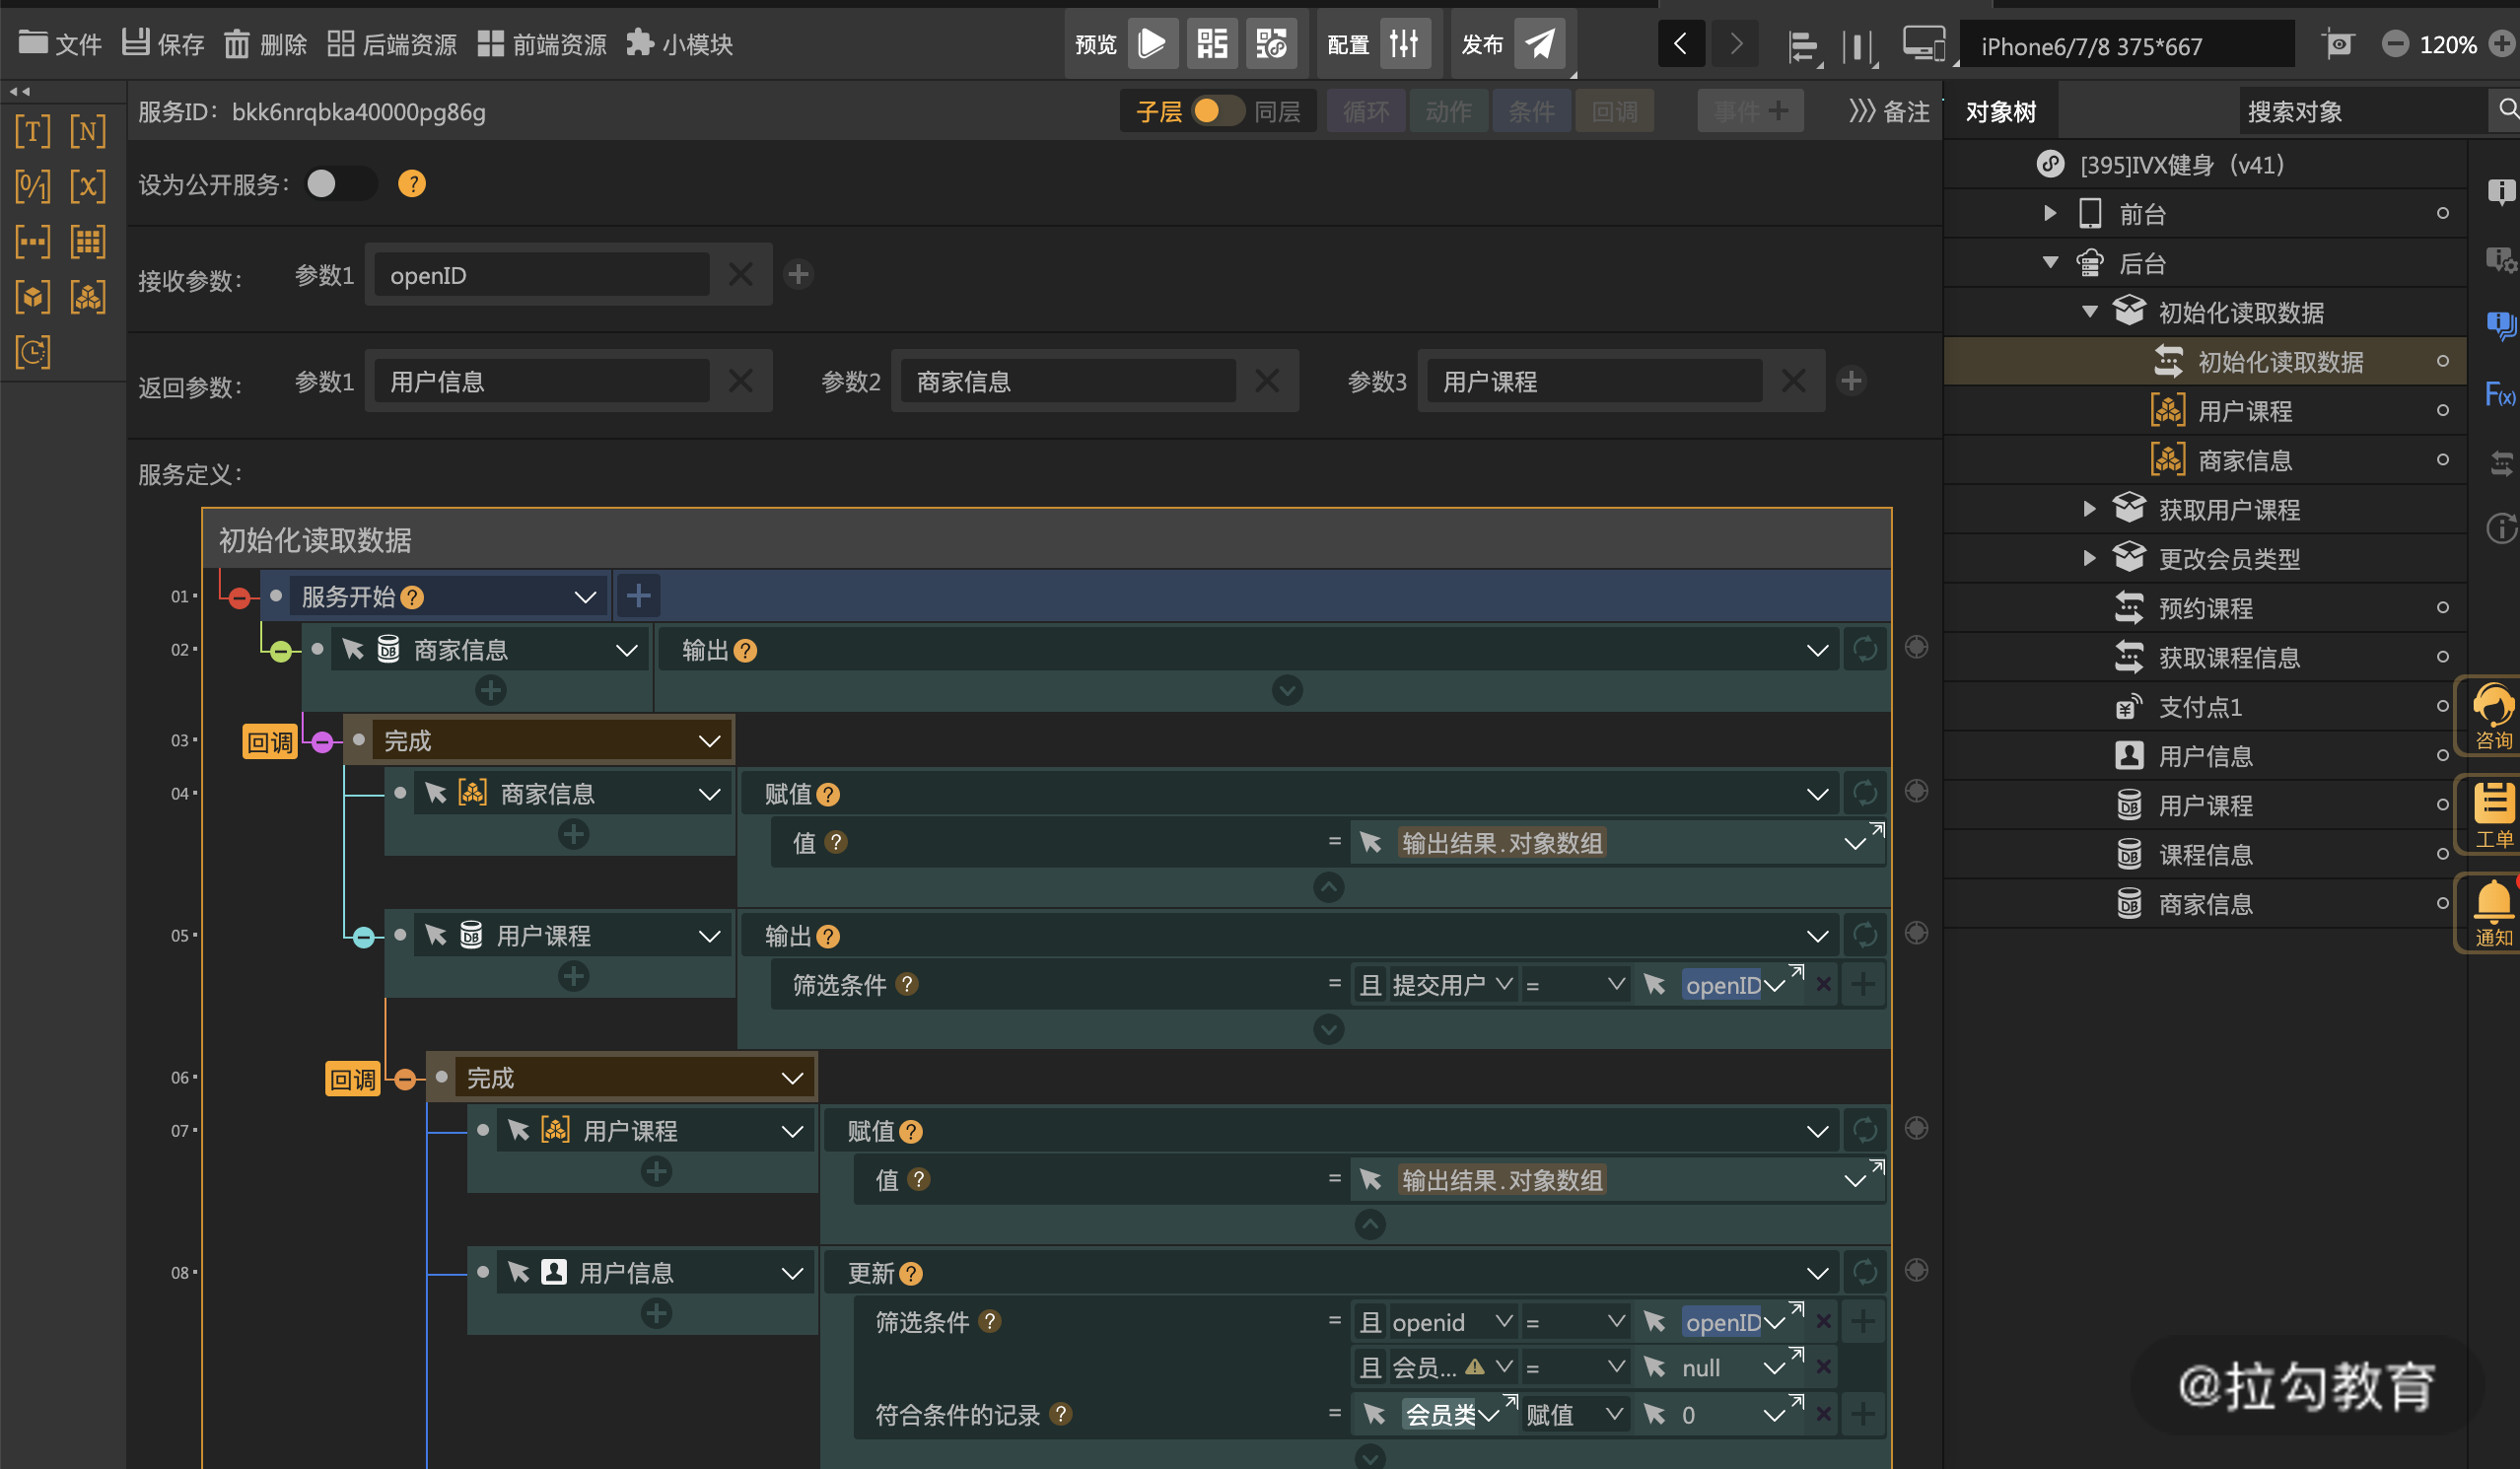 文件 保存 删除 后端资源 前端资源 小模块 预览 配置 发布 iPhone6/7/8 375*667 120%
服务ID： bkk6nrqbka40000pg86g 子层 同层 循环 动作 条件 回调 事件 备注 对象树 搜索对象
[T] [N]
[%] [x]
设为公开服务： ?
接收参数： 参数1 openID
返回参数： 参数1 用户信息 参数2 商家信息 参数3 用户课程
服务定义：
初始化读取数据
01 服务开始 ?
02 DB 商家信息 输出 ?
03 回调 完成
04 商家信息 赋值 ?
值 ? = 输出结果.对象数组
05 DB 用户课程 输出 ?
筛选条件 ? = 且 提交用户 = openID
06 回调 完成
07 用户课程 赋值 ?
值 ? = 输出结果.对象数组
08 用户信息 更新 ?
筛选条件 ? = 且 openid = openID
且 会员... = null
符合条件的记录 ? = 会员类 赋值 0
[395]IVX健身（v41）
前台
后台
初始化读取数据
初始化读取数据
用户课程
商家信息
获取用户课程
更改会员类型
预约课程
获取课程信息
支付点1
用户信息
DB 用户课程
DB 课程信息
DB 商家信息
F(x)
咨询
工单
通知
@拉勾教育